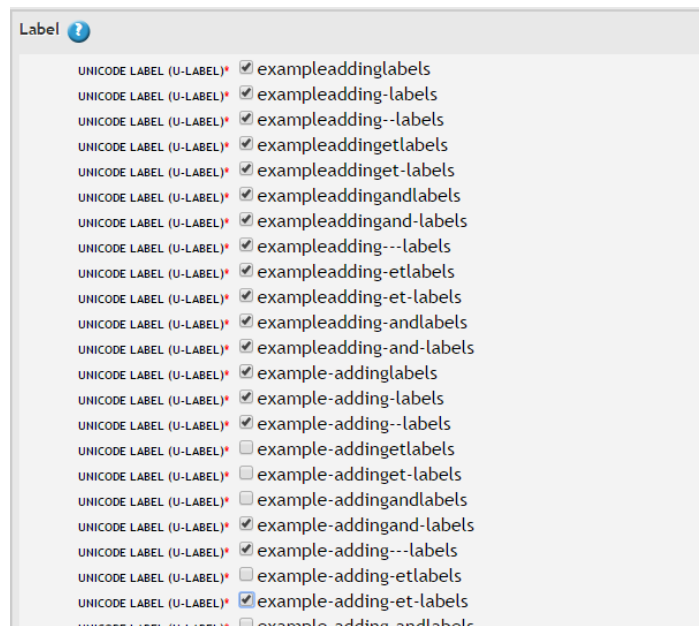 Label ?
UNICODE LABEL (U-LABEL)* exampleaddinglabels
UNICODE LABEL (U-LABEL)* exampleadding-labels
UNICODE LABEL (U-LABEL)* exampleadding--labels
UNICODE LABEL (U-LABEL)* exampleaddingetlabels
UNICODE LABEL (U-LABEL)* exampleaddinget-labels
UNICODE LABEL (U-LABEL)* exampleaddingandlabels
UNICODE LABEL (U-LABEL)* exampleaddingand-labels
UNICODE LABEL (U-LABEL)* exampleadding---labels
UNICODE LABEL (U-LABEL)* exampleadding-etlabels
UNICODE LABEL (U-LABEL)* exampleadding-et-labels
UNICODE LABEL (U-LABEL)* exampleadding-andlabels
UNICODE LABEL (U-LABEL)* exampleadding-and-labels
UNICODE LABEL (U-LABEL)* example-addinglabels
UNICODE LABEL (U-LABEL)* example-adding-labels
UNICODE LABEL (U-LABEL)* example-adding--labels
UNICODE LABEL (U-LABEL)* example-addingetlabels
UNICODE LABEL (U-LABEL)* example-addinget-labels
UNICODE LABEL (U-LABEL)* example-addingandlabels
UNICODE LABEL (U-LABEL)* example-addingand-labels
UNICODE LABEL (U-LABEL)* example-adding---labels
UNICODE LABEL (U-LABEL)* example-adding-etlabels
UNICODE LABEL (U-LABEL)* example-adding-et-labels
UNICODE LABEL (U-LABEL)* example-adding-andlabels